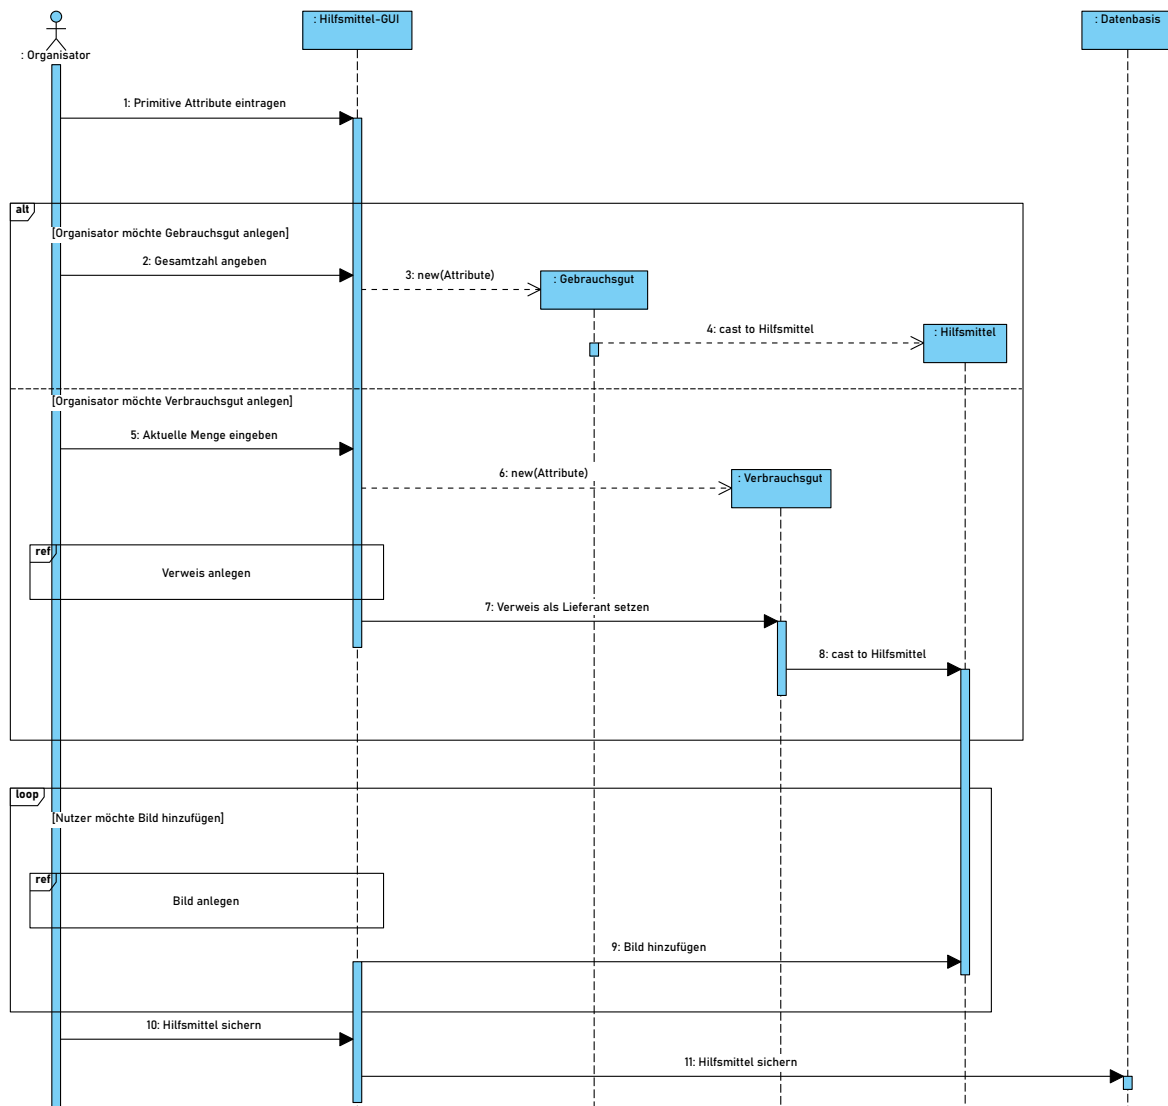 : Organisator
: Hilfsmittel-GUI
: Datenbasis
1: Primitive Attribute eintragen
alt
[Organisator möchte Gebrauchsgut anlegen]
2: Gesamtzahl angeben
3: new(Attribute)
: Gebrauchsgut
4: cast to Hilfsmittel
: Hilfsmittel
[Organisator möchte Verbrauchsgut anlegen]
5: Aktuelle Menge eingeben
6: new(Attribute)
: Verbrauchsgut
ref
Verweis anlegen
7: Verweis als Lieferant setzen
8: cast to Hilfsmittel
loop
[Nutzer möchte Bild hinzufügen]
ref
Bild anlegen
9: Bild hinzufügen
10: Hilfsmittel sichern
11: Hilfsmittel sichern